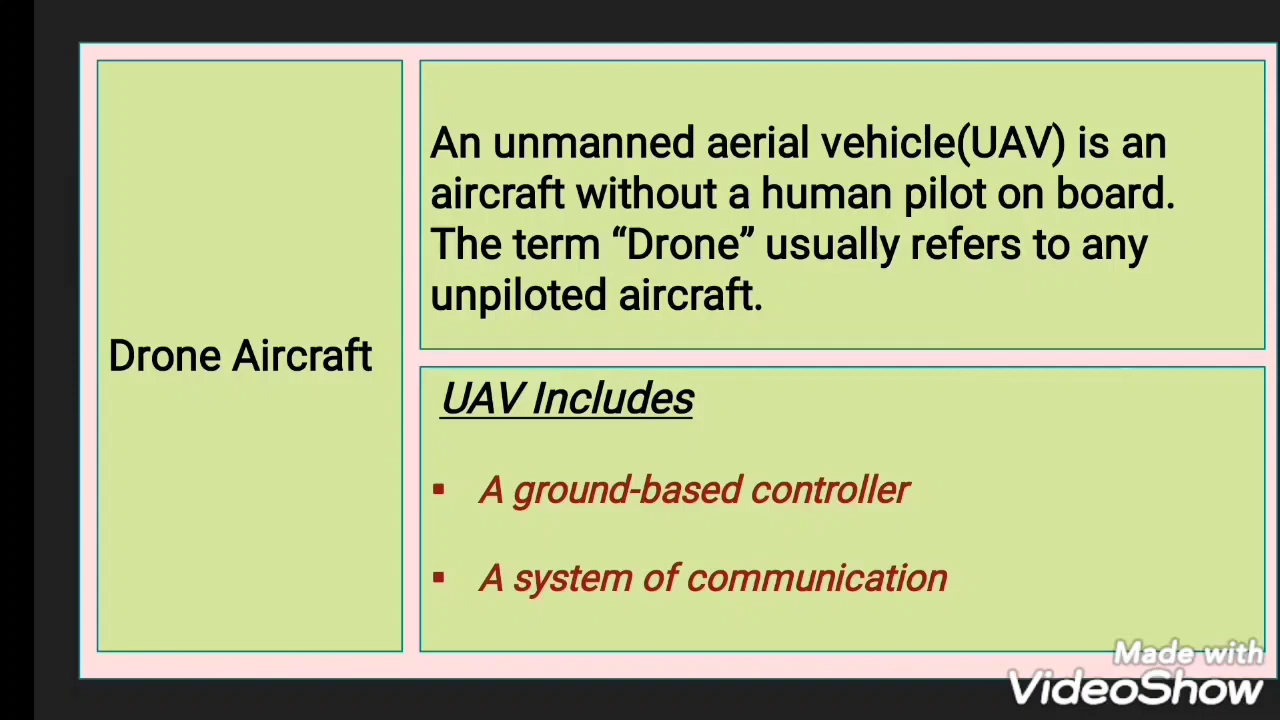 Drone Aircraft
An unmanned aerial vehicle(UAV) is an
aircraft without a human pilot on board.
The term “Drone” usually refers to any
unpiloted aircraft.
UAV Includes
▪ A ground-based controller
▪ A system of communication
Made with
VideoShow